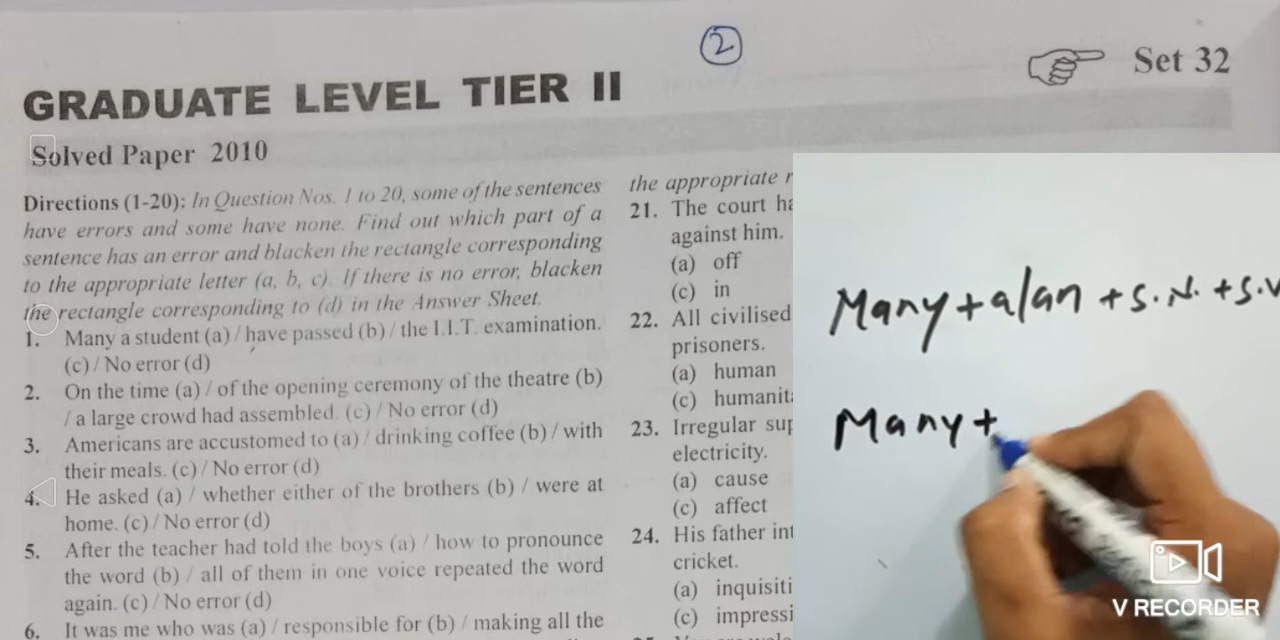 2
Set 32
GRADUATE LEVEL TIER II
Solved Paper 2010
Directions (1-20): In Question Nos. 1 to 20, some of the sentences
have errors and some have none. Find out which part of a
sentence has an error and blacken the rectangle corresponding
to the appropriate letter (a, b, c). If there is no error, blacken
the rectangle corresponding to (d) in the Answer Sheet.
1. Many a student (a) / have passed (b) / the I.I.T. examination.
(c) / No error (d)
2. On the time (a) / of the opening ceremony of the theatre (b)
/ a large crowd had assembled. (c) / No error (d)
3. Americans are accustomed to (a) / drinking coffee (b) / with
their meals. (c) / No error (d)
4. He asked (a) / whether either of the brothers (b) / were at
home. (c) / No error (d)
5. After the teacher had told the boys (a) / how to pronounce
the word (b) / all of them in one voice repeated the word
again. (c) / No error (d)
6. It was me who was (a) / responsible for (b) / making all the
the appropriate
21. The court
against him.
(a) off
(c) in
22. All civilised
prisoners.
(a) human
(c)
23. Irregular
electricity.
(a) cause
(c) affect
24. His father
cricket.
(a)
(c)
Many + a/an + S.N. + S.V
Many +
V RECORDER